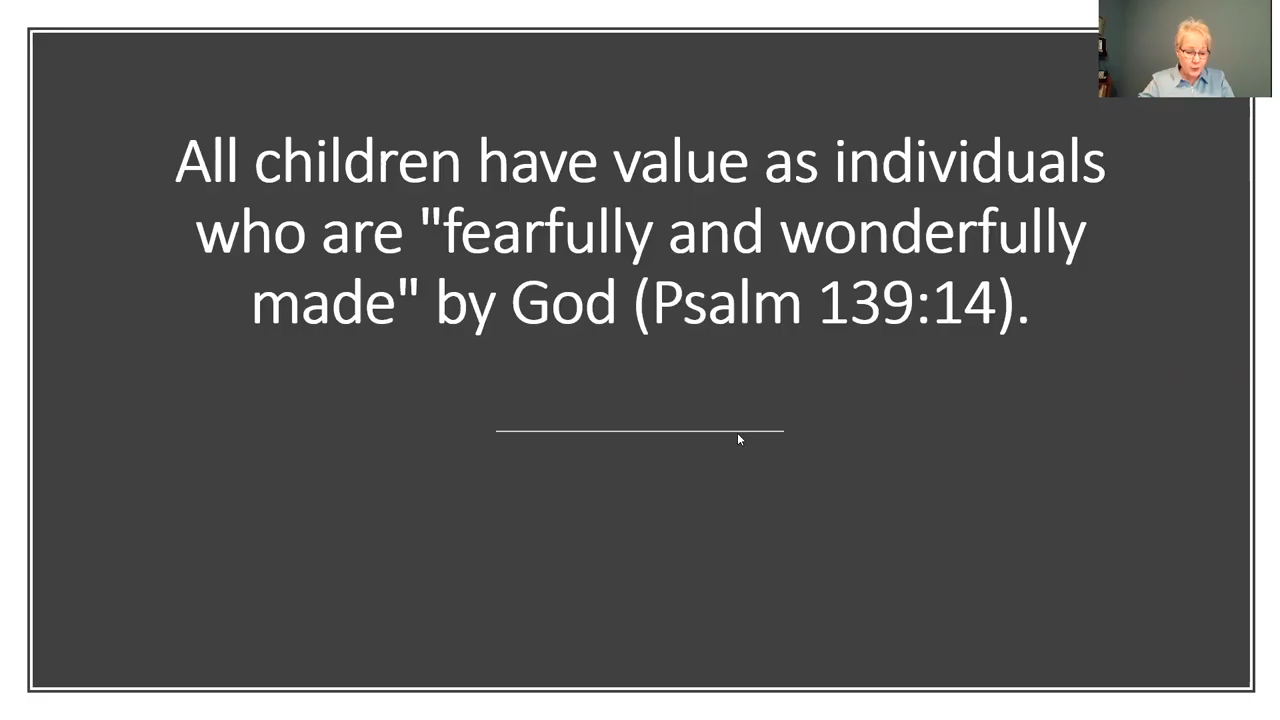 All children have value as individuals
who are "fearfully and wonderfully
made" by God (Psalm 139:14).